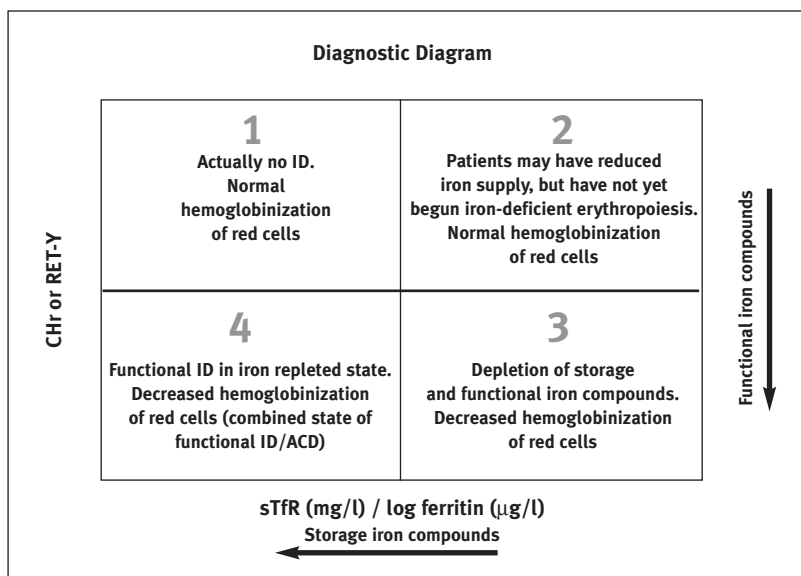 Diagnostic Diagram
1
Actually no ID.
Normal
hemoglobinization
of red cells
2
Patients may have reduced
iron supply, but have not yet
begun iron-deficient erythropoiesis.
Normal hemoglobinization
of red cells
4
Functional ID in iron repleted state.
Decreased hemoglobinization
of red cells (combined state of
functional ID/ACD)
3
Depletion of storage
and functional iron compounds.
Decreased hemoglobinization
of red cells
CHr or RET-Y
Functional iron compounds
sTfR (mg/l) / log ferritin (μg/l)
Storage iron compounds